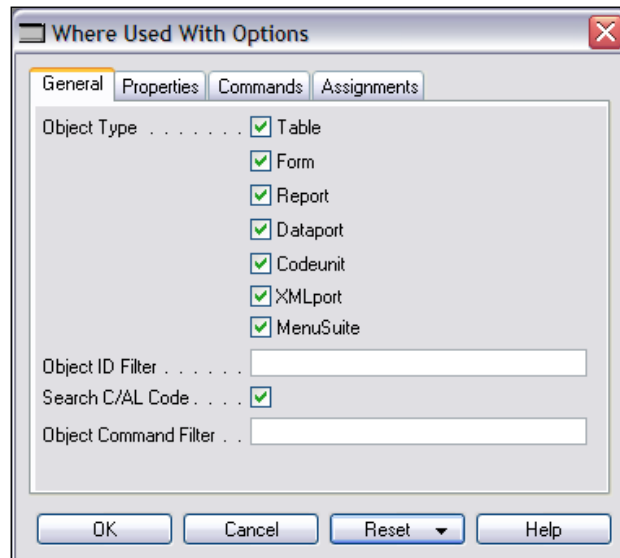 Where Used With Options
General Properties Commands Assignments
Object Type . . . . . . . Table
Form
Report
Dataport
Codeunit
XMLport
MenuSuite
Object ID Filter . . . . . .
Search C/AL Code . . . .
Object Command Filter . .
OK Cancel Reset Help